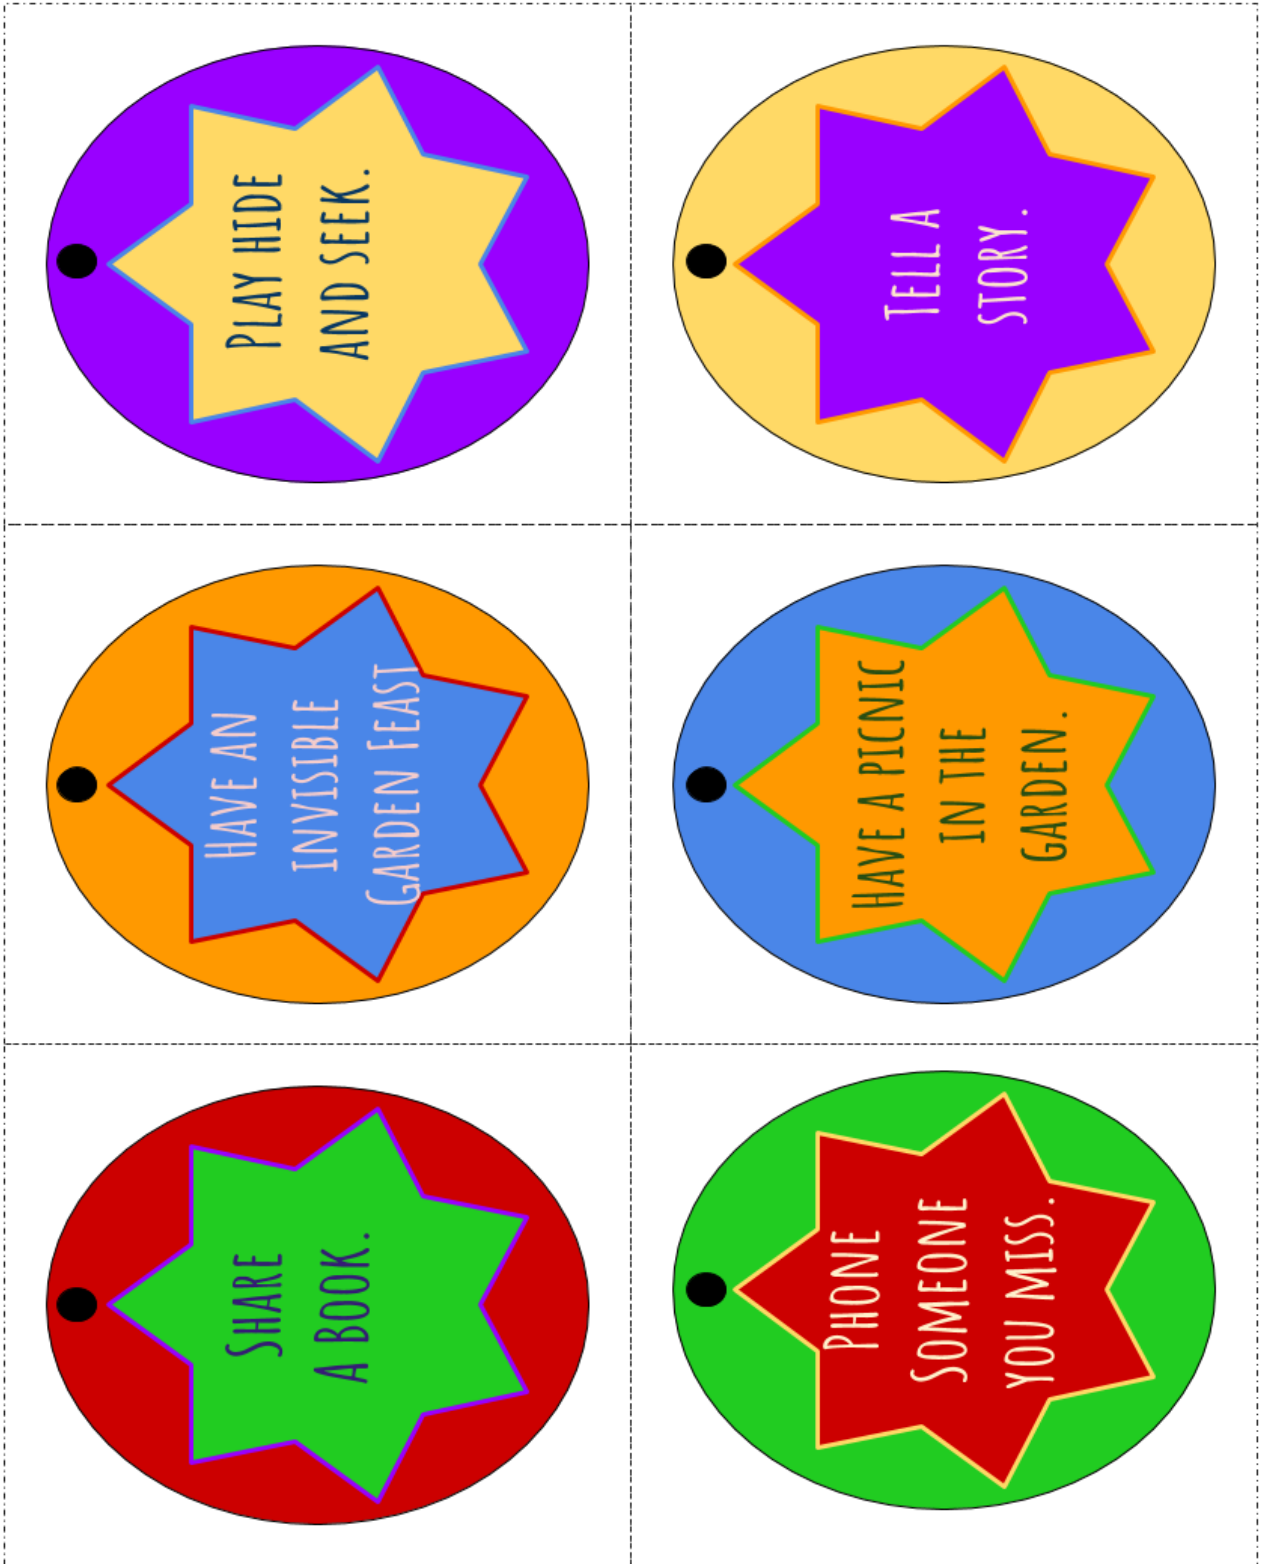 PLAY HIDE
AND SEEK.
TELL A
STORY.
HAVE AN
INVISIBLE
GARDEN FEAST
HAVE A PICNIC
IN THE
GARDEN.
SHARE
A BOOK.
PHONE
SOMEONE
YOU MISS.